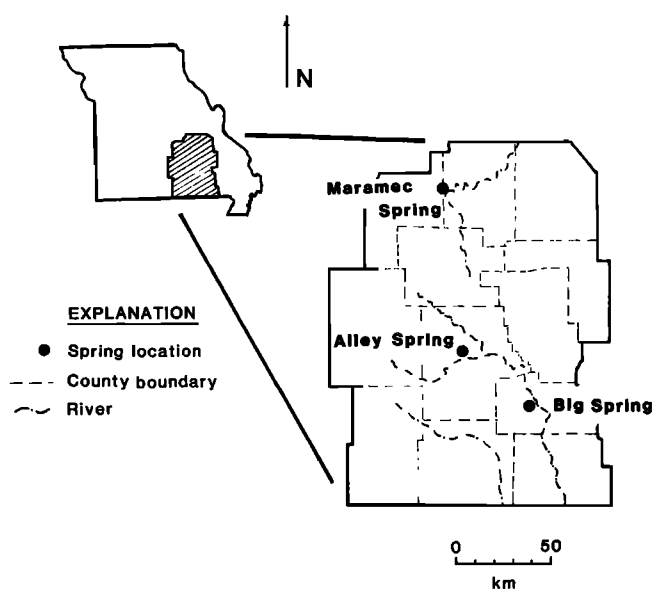 N
Maramec
Spring
EXPLANATION
Spring location
County boundary
River
Alley Spring
Big Spring
0 50
km